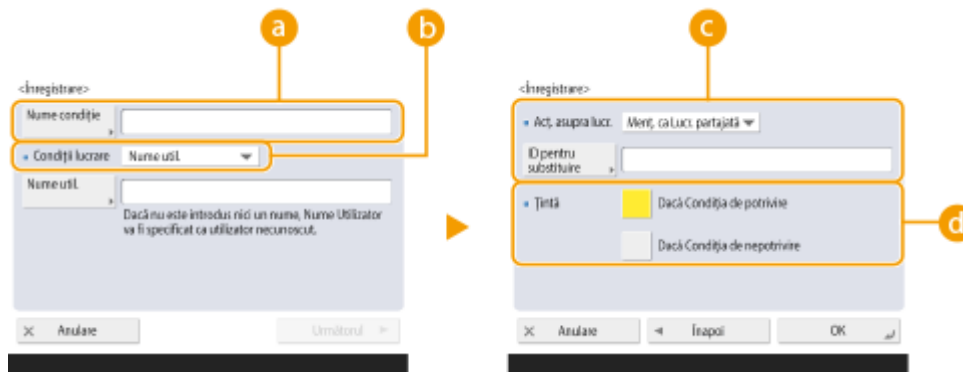 a
b
c
d
<Înregistrare>
Nume condiție
Condiții lucrare Nume util.
Nume util.
Dacă nu este introdus nici un nume, Nume Utilizator
va fi specificat ca utilizator necunoscut.
Anulare
Următorul
<Înregistrare>
Acț. asupra lucr. Menț. ca Lucr. partajată
ID pentru
substituire
Țintă
Dacă Condiția de potrivire
Dacă Condiția de nepotrivire
Anulare
Înapoi
OK